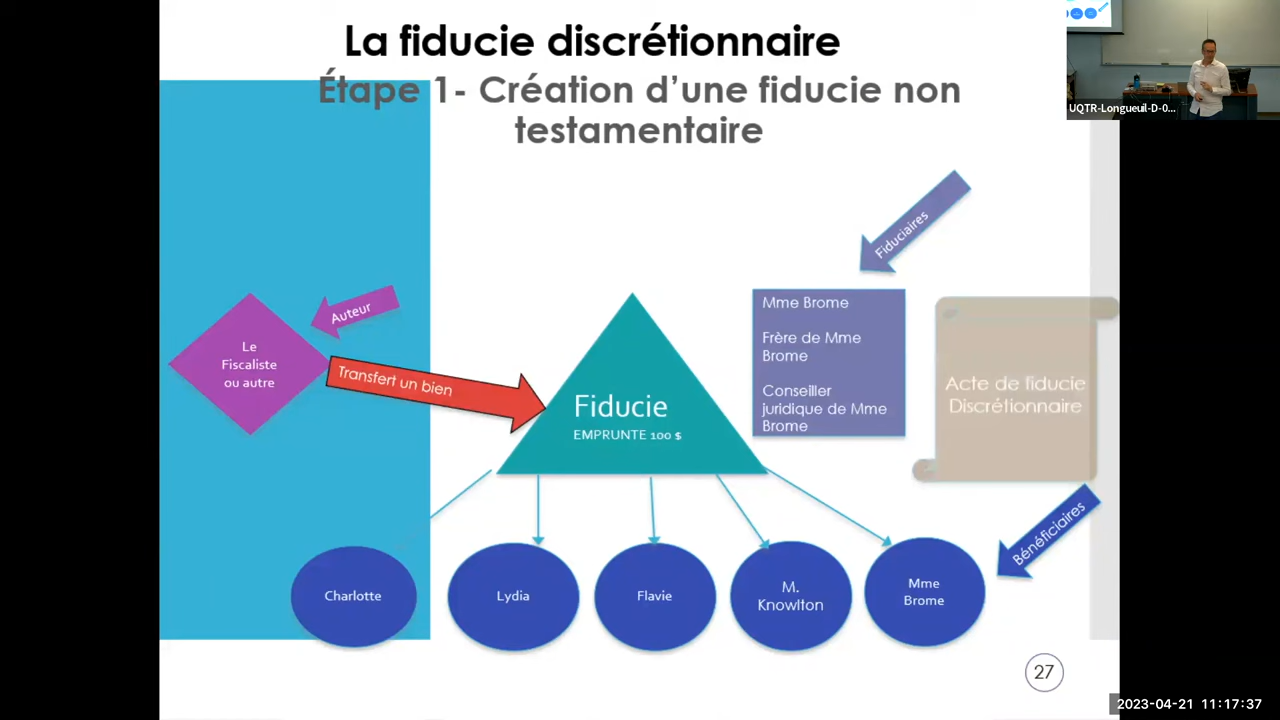 La fiducie discrétionnaire
Étape 1- Création d’une fiducie non
testamentaire
UQTR-Longueuil-D-0...
Fiduciaires
Auteur
Le
Fiscaliste
ou autre
Transfert un bien
Fiducie
EMPRUNTE 100 $
Mme Brome
Frère de Mme
Brome
Conseiller
juridique de Mme
Brome
Acte de fiducie
Discrétionnaire
Bénéficiaires
Charlotte
Lydia
Flavie
M.
Knowlton
Mme
Brome
27
2023-04-21 11:17:37